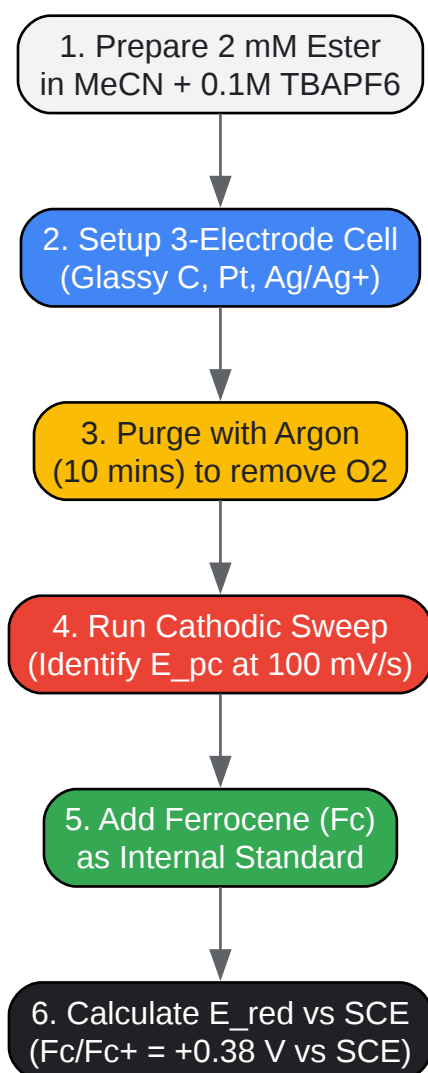 1. Prepare 2 mM Ester
in MeCN + 0.1M TBAPF6
2. Setup 3-Electrode Cell
(Glassy C, Pt, Ag/Ag+)
3. Purge with Argon
(10 mins) to remove O2
4. Run Cathodic Sweep
(Identify E_pc at 100 mV/s)
5. Add Ferrocene (Fc)
as Internal Standard
6. Calculate E_red vs SCE
(Fc/Fc+ = +0.38 V vs SCE)